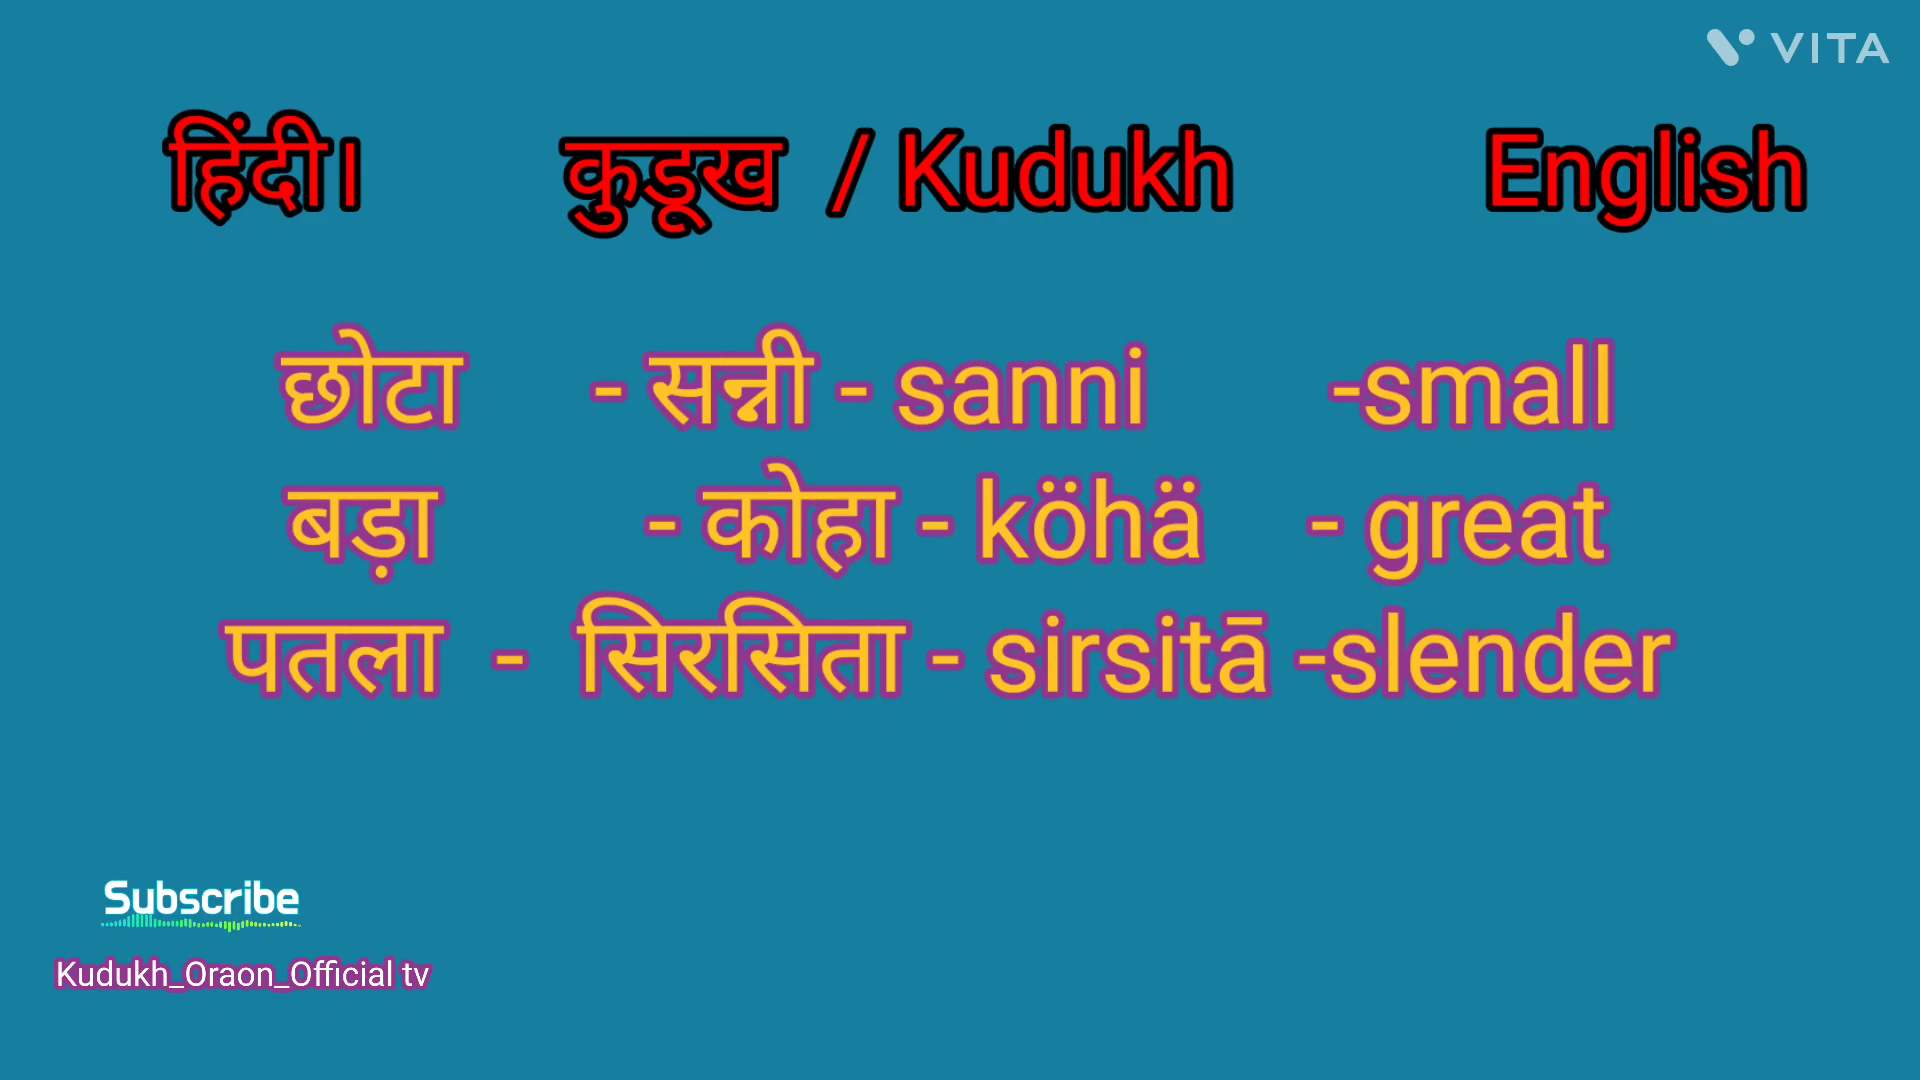 VITA
हिंदी। कुडूख / Kudukh English
छोटा - सन्नी - sanni -small
बड़ा - कोहा - köhä - great
पतला - सिरसिता - sirsitā -slender
Subscribe
Kudukh_Oraon_Official tv